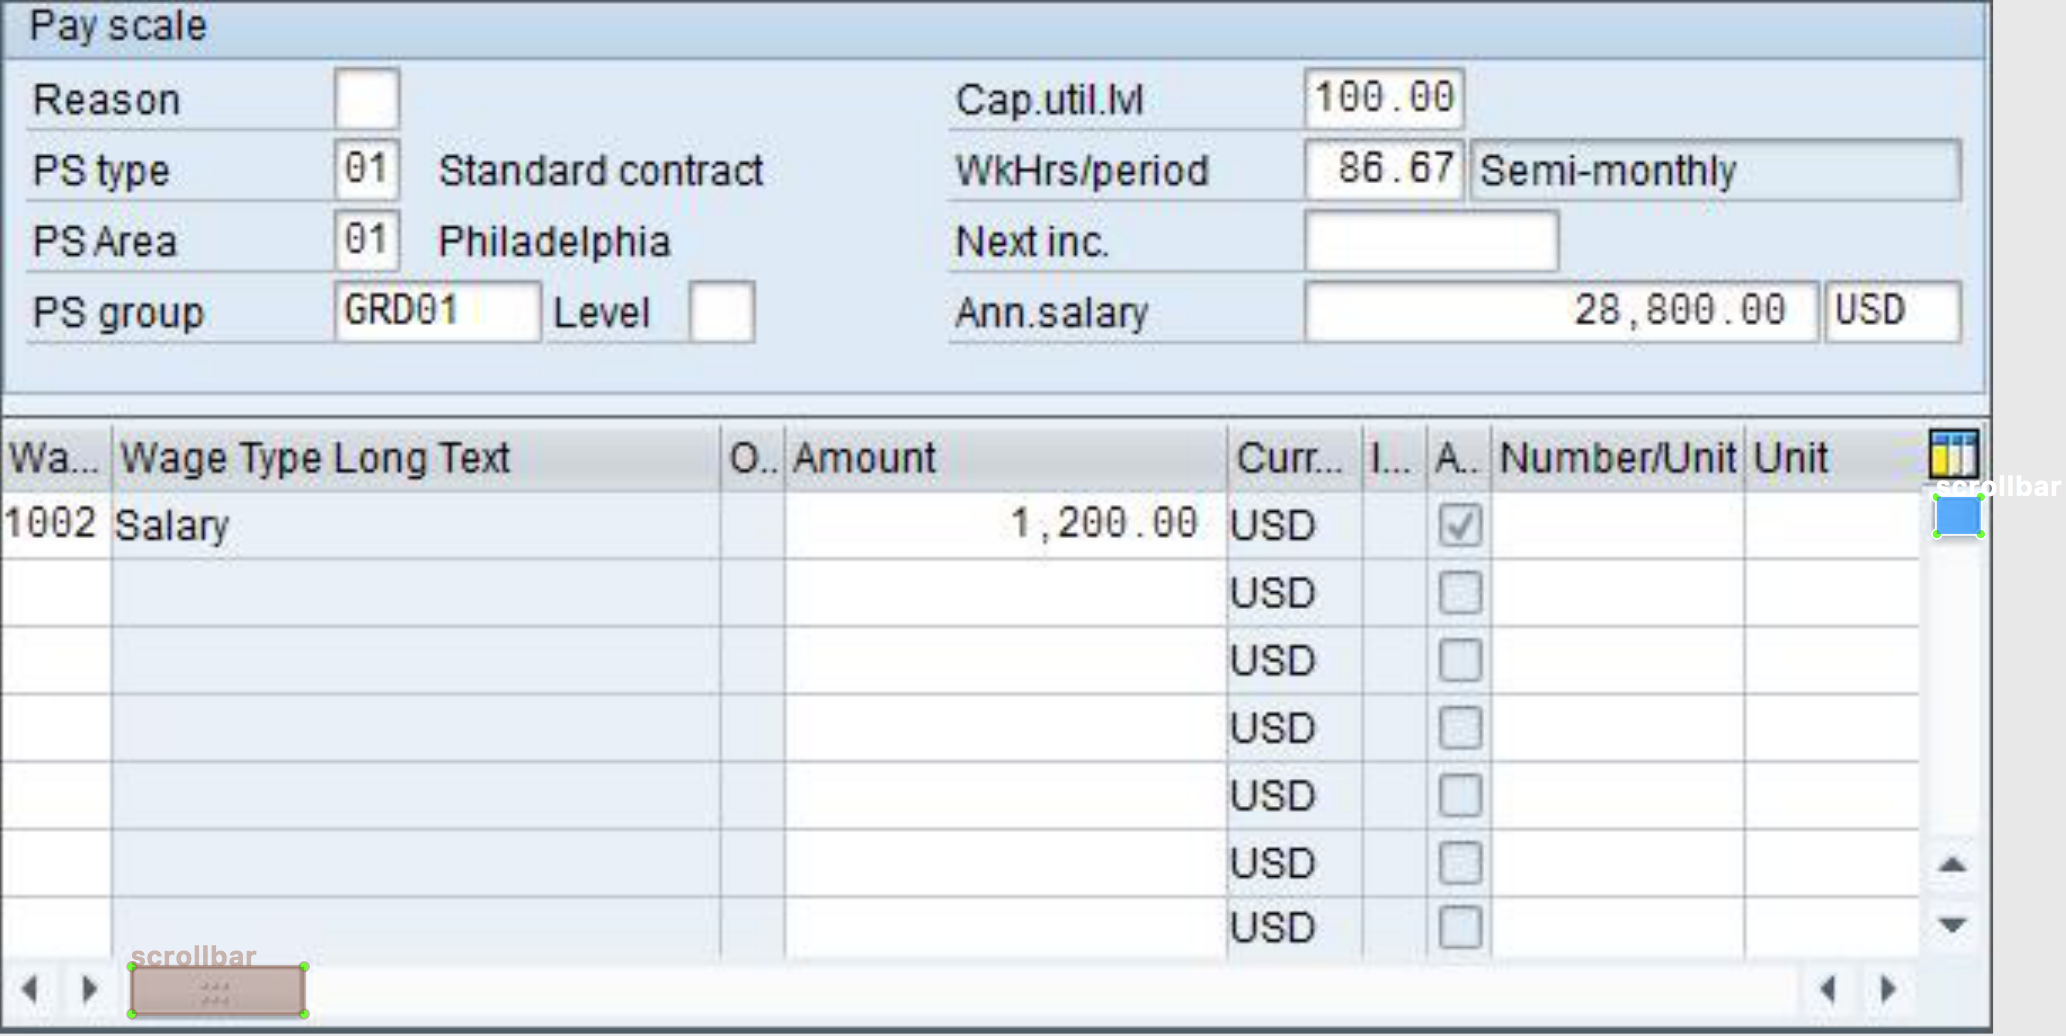 Pay scale
Reason
Cap.util.lvl 100.00
PS type 01 Standard contract
WkHrs/period 86.67 Semi-monthly
PS Area 01 Philadelphia
Next inc.
PS group GRD01 Level
Ann.salary 28,800.00 USD
Wa... Wage Type Long Text O.. Amount Curr... I... A.. Number/Unit Unit
scrollbar
1002 Salary 1,200.00 USD
USD
USD
USD
USD
USD
USD
scrollbar